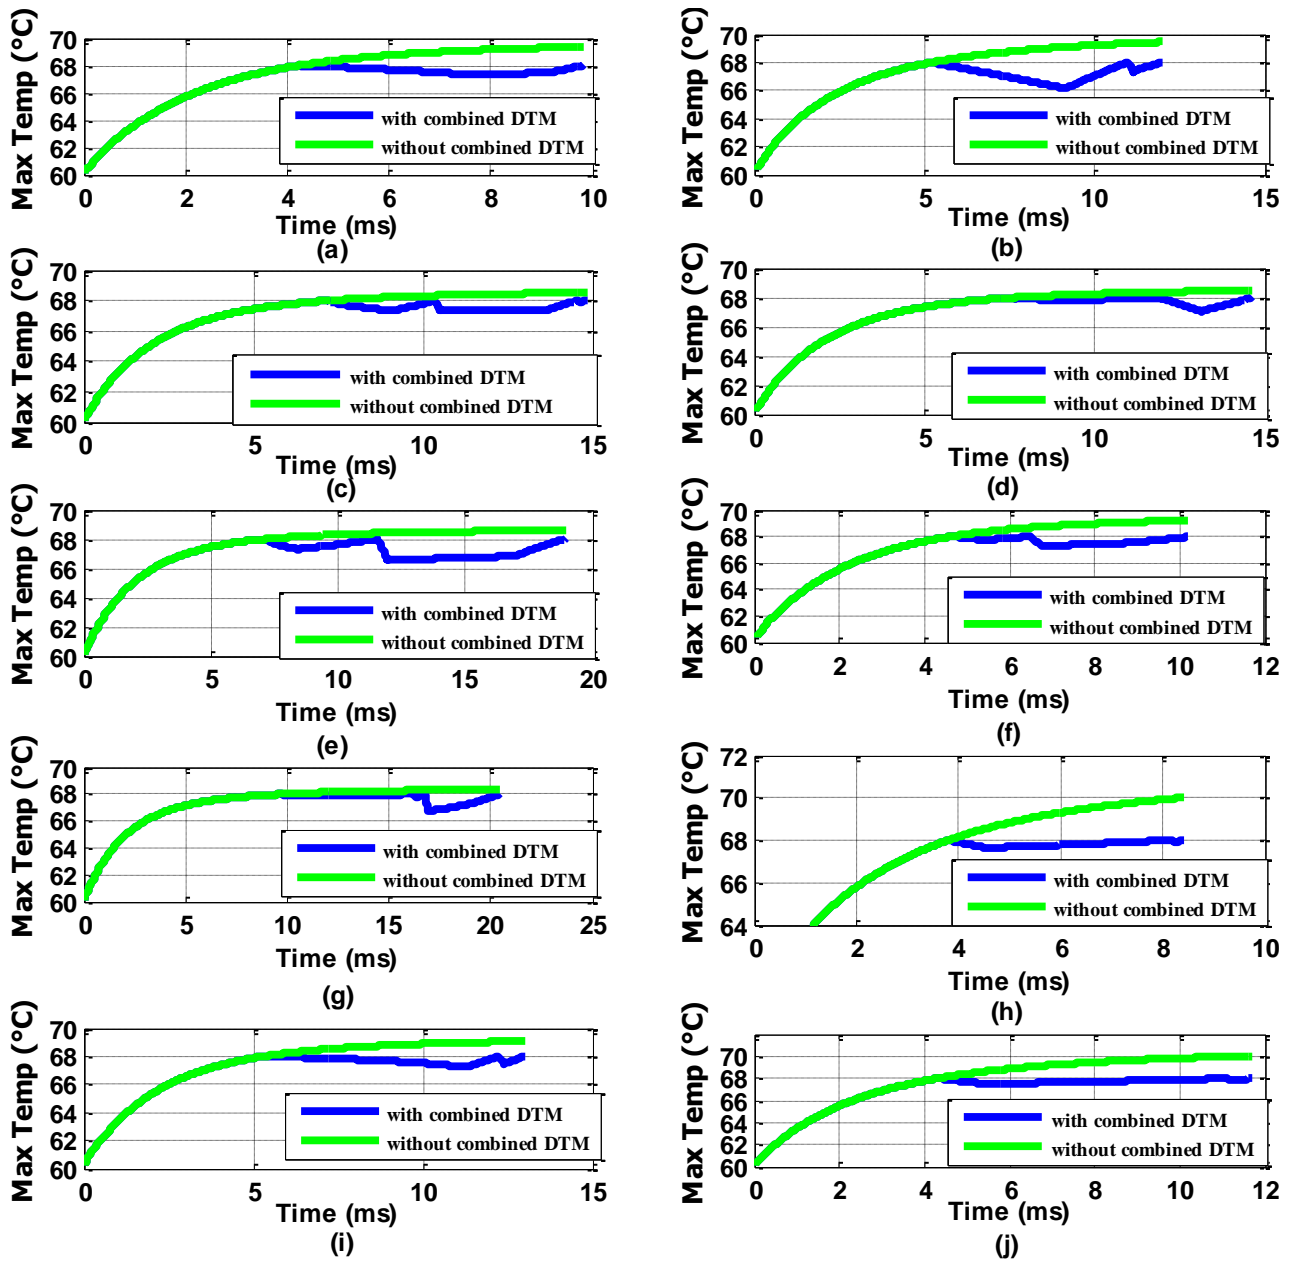 Max Temp (°C)
70
68
66
64
62
60
with combined DTM
without combined DTM
0 2 4 6 8 10
Time (ms)
(a)
Max Temp (°C)
70
68
66
64
62
60
with combined DTM
without combined DTM
0 5 10 15
Time (ms)
(b)
Max Temp (°C)
70
68
66
64
62
60
with combined DTM
without combined DTM
0 5 10 15
Time (ms)
(c)
Max Temp (°C)
70
68
66
64
62
60
with combined DTM
without combined DTM
0 5 10 15
Time (ms)
(d)
Max Temp (°C)
70
68
66
64
62
60
with combined DTM
without combined DTM
0 5 10 15 20
Time (ms)
(e)
Max Temp (°C)
70
68
66
64
62
60
with combined DTM
without combined DTM
0 2 4 6 8 10 12
Time (ms)
(f)
Max Temp (°C)
70
68
66
64
62
60
with combined DTM
without combined DTM
0 5 10 15 20 25
Time (ms)
(g)
Max Temp (°C)
72
70
68
66
64
with combined DTM
without combined DTM
0 2 4 6 8 10
Time (ms)
(h)
Max Temp (°C)
70
68
66
64
62
60
with combined DTM
without combined DTM
0 5 10 15
Time (ms)
(i)
Max Temp (°C)
70
68
66
64
62
60
with combined DTM
without combined DTM
0 2 4 6 8 10 12
Time (ms)
(j)